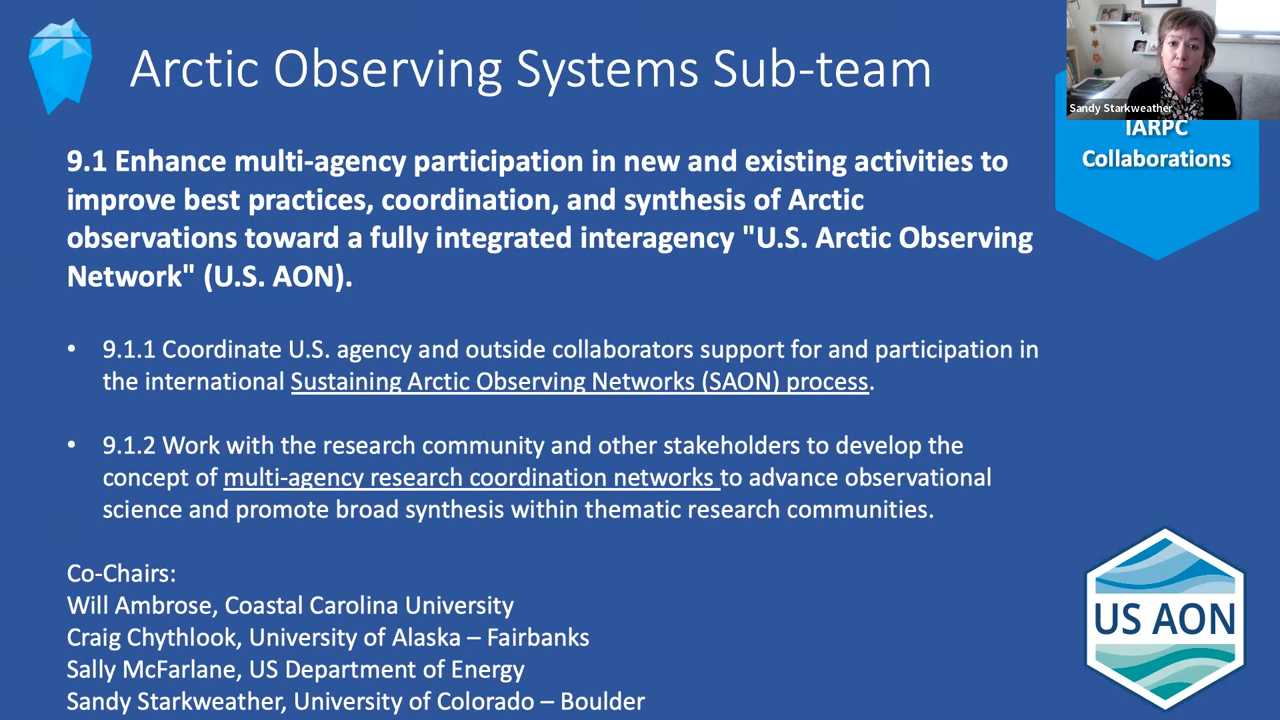 Arctic Observing Systems Sub-team
Sandy Starkweather
IARPC
Collaborations
9.1 Enhance multi-agency participation in new and existing activities to
improve best practices, coordination, and synthesis of Arctic
observations toward a fully integrated interagency "U.S. Arctic Observing
Network" (U.S. AON).
• 9.1.1 Coordinate U.S. agency and outside collaborators support for and participation in
the international Sustaining Arctic Observing Networks (SAON) process.
• 9.1.2 Work with the research community and other stakeholders to develop the
concept of multi-agency research coordination networks to advance observational
science and promote broad synthesis within thematic research communities.
Co-Chairs:
Will Ambrose, Coastal Carolina University
Craig Chythlook, University of Alaska – Fairbanks
Sally McFarlane, US Department of Energy
Sandy Starkweather, University of Colorado – Boulder
US AON